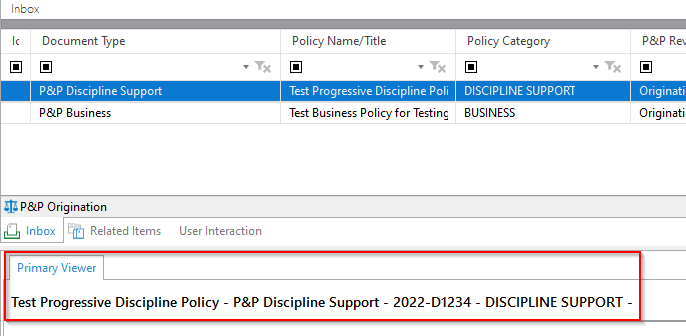 Inbox
Document Type Policy Name/Title Policy Category P&P Rev
P&P Discipline Support Test Progressive Discipline Poli DISCIPLINE SUPPORT Originati
P&P Business Test Business Policy for Testing BUSINESS Originati
P&P Origination
Inbox Related Items User Interaction
Primary Viewer
Test Progressive Discipline Policy - P&P Discipline Support - 2022-D1234 - DISCIPLINE SUPPORT -